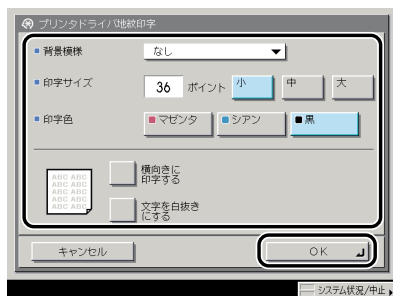 プリンタドライバ地紋印字
背景模様 なし
印字サイズ 36 ポイント 小 中 大
印字色 マゼンタ シアン 黒
ABC ABC
ABC ABC
ABC ABC
ABC ABC
ABC ABC
横向きに
印字する
文字を白抜き
にする
キャンセル OK
システム状況/中止